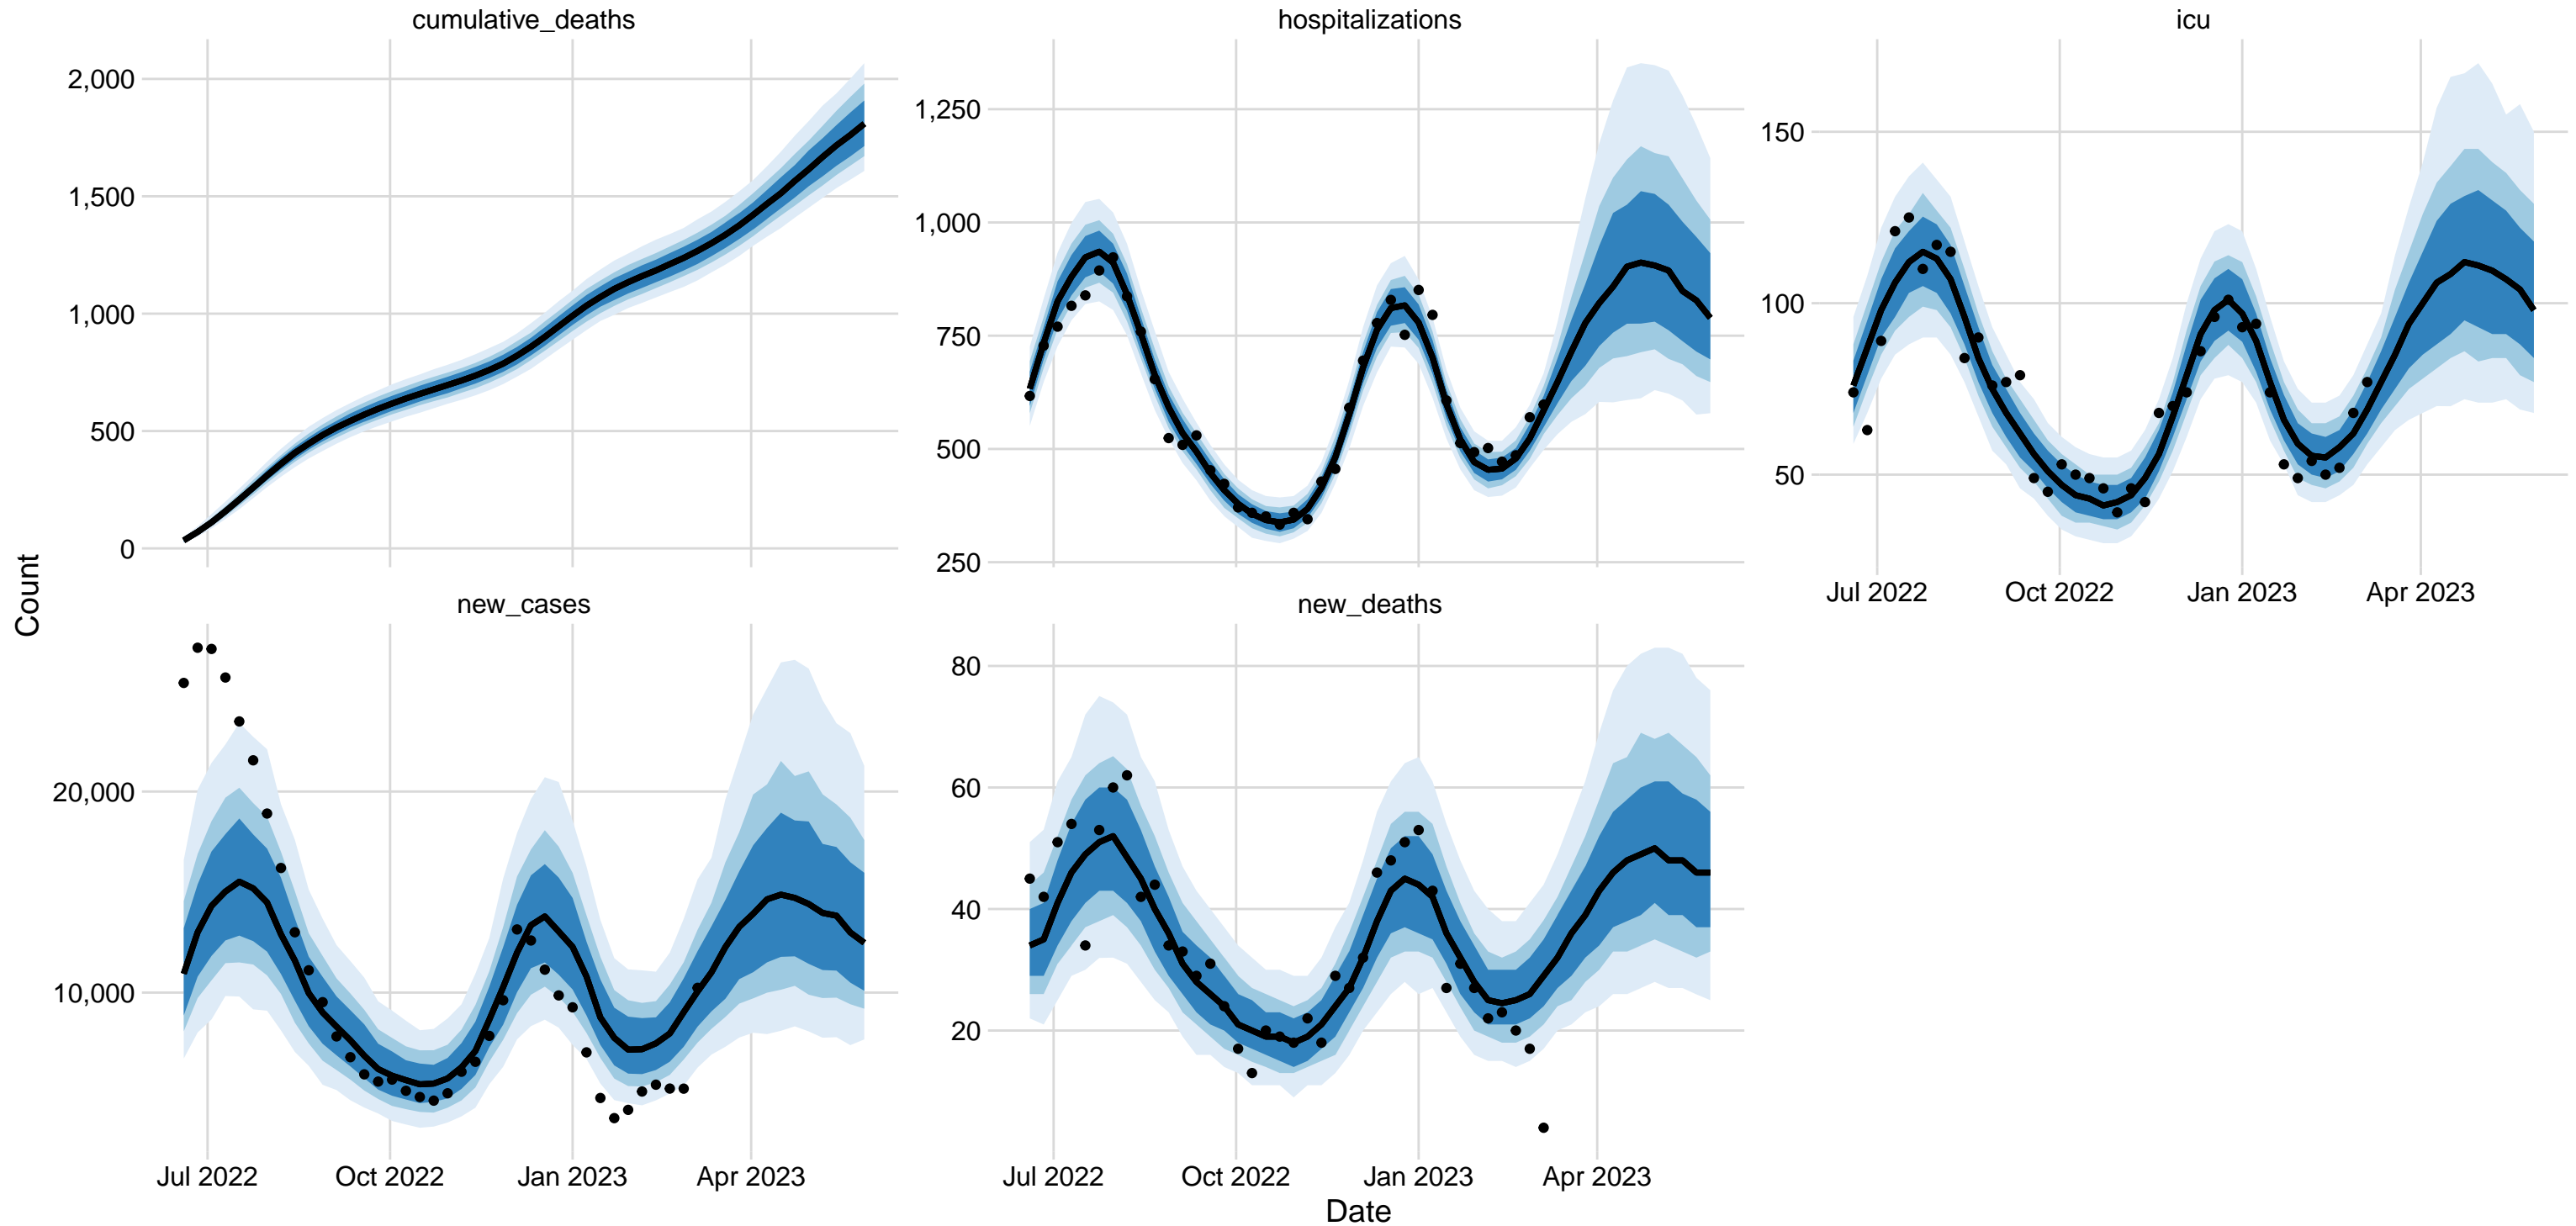 cumulative_deaths
2,000
1,500
1,000
500
0
hospitalizations
1,250
1,000
750
500
250
icu
150
100
50
Jul 2022 Oct 2022 Jan 2023 Apr 2023
Count
new_cases
20,000
10,000
Jul 2022 Oct 2022 Jan 2023 Apr 2023
new_deaths
80
60
40
20
Jul 2022 Oct 2022 Jan 2023 Apr 2023
Date